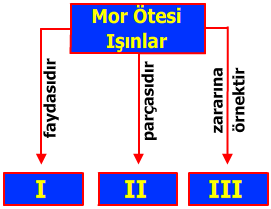 Mor Ötesi
Işınlar
faydasıdır
parçasıdır
zararına
örnektir
I
II
III